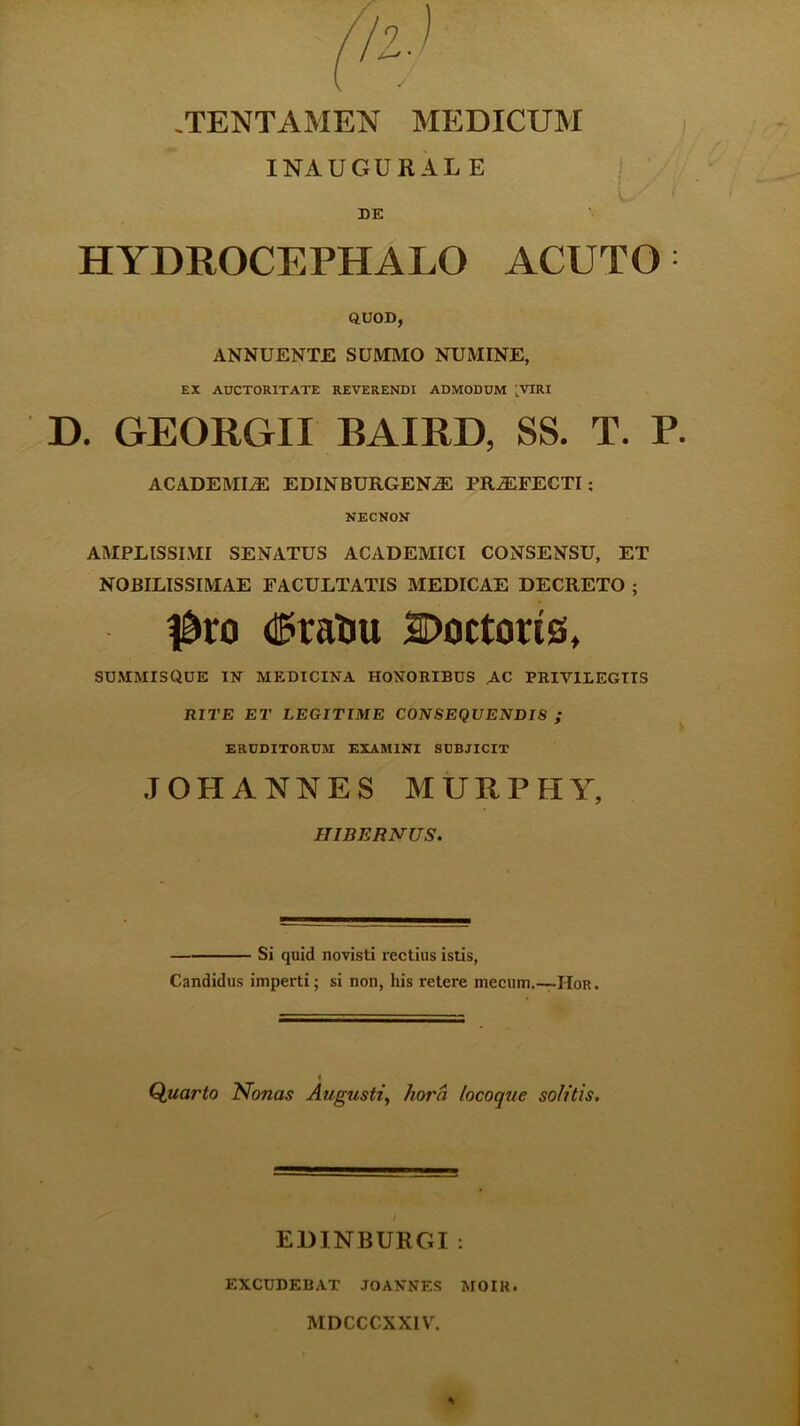 (12.)
.TENTAMEN MEDICUM
INAUGURALE
DE
HYDROCEPHALO ACUTO:
QUOD,
ANNUENTE SUMMO NUMINE,
EX AUCTORITATE REVERENDI ADMODUM VIRI
D. GEORGII BAIRD, SS. T. P.
ACADEMIÆ EDINBURGENÆ PRÆFECTI:
NECNON
AMPLISSIMI SENATUS ACADEMICI CONSENSU, ET
NOBILISSIMAE FACULTATIS MEDICAE DECRETO ;
Pro Gradu Doctoris,
SUMMISQUE IN MEDICINA HONORIBUS AC PRIVILEGIIS
RITE ET LEGITIME CONSEQUENDIS ;
ERUDITORUM EXAMINI SUBJICIT
JOHANNES MURPHY,
HIBERNUS.
———— Si quid novisti rectius istis,
Candidus imperti ; si non, his retere mecum.—HOR.
Quarto Nonas Augusti, horâ locoque solitis.
EDINBURGI :
EXCUDEBAT JOANNES MOIR.
MDCCCXXIV.